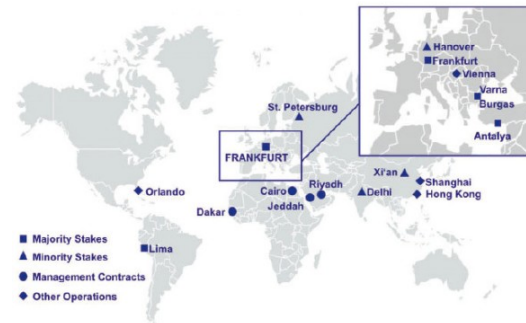 Hanover
Frankfurt
Vienna
Varna
Burgas
Antalya
St. Petersburg
FRANKFURT
Orlando
Cairo
Riyadh
Jeddah
Dakar
Xi'an
Delhi
Shanghai
Hong Kong
Lima
Majority Stakes
Minority Stakes
Management Contracts
Other Operations